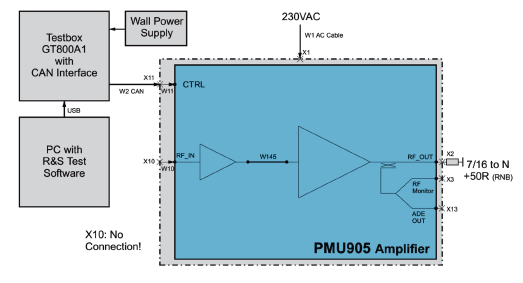 Testbox
GT800A1
with
CAN Interface
Wall Power
Supply
230VAC
W1 AC Cable
X1
X11
W11
CTRL
W2 CAN
USB
PC with
R&S Test
Software
X10
W10
RF_IN
W145
RF_OUT
X2
7/16 to N
+50R (RNB)
X3
RF
Monitor
X13
ADE
OUT
X10: No
Connection!
PMU905 Amplifier